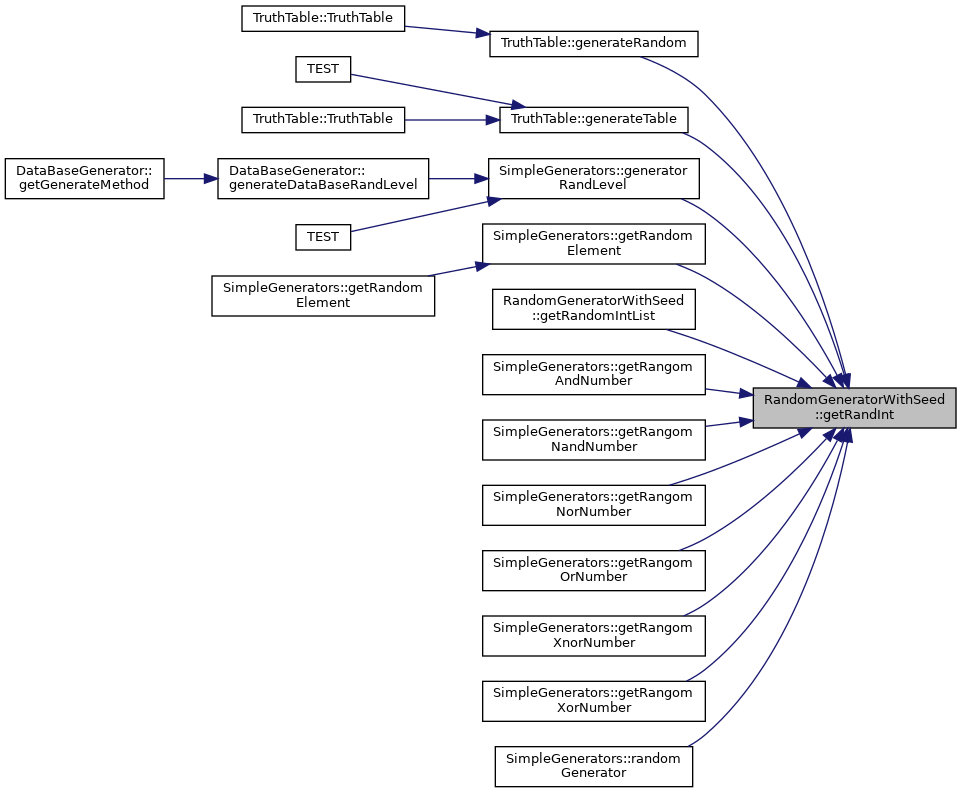 TruthTable::TruthTable
TruthTable::generateRandom
TEST
TruthTable::TruthTable
TruthTable::generateTable
DataBaseGenerator::
getGenerateMethod
DataBaseGenerator::
generateDataBaseRandLevel
SimpleGenerators::generator
RandLevel
TEST
SimpleGenerators::getRandom
Element
SimpleGenerators::getRandom
Element
RandomGeneratorWithSeed
::getRandomIntList
SimpleGenerators::getRangom
AndNumber
RandomGeneratorWithSeed
::getRandInt
SimpleGenerators::getRangom
NandNumber
SimpleGenerators::getRangom
NorNumber
SimpleGenerators::getRangom
OrNumber
SimpleGenerators::getRangom
XnorNumber
SimpleGenerators::getRangom
XorNumber
SimpleGenerators::random
Generator